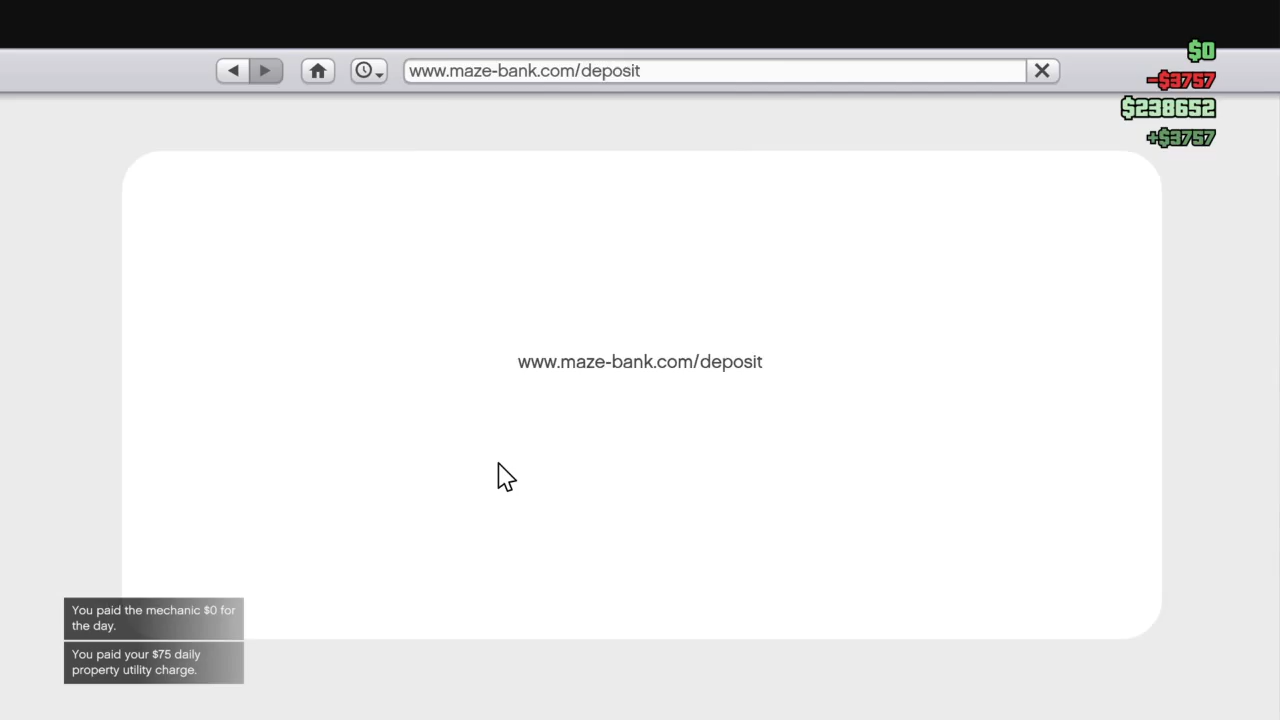 www.maze-bank.com/deposit
$0
-$3757
$238652
+$3757
www.maze-bank.com/deposit
You paid the mechanic $0 for
the day.
You paid your $75 daily
property utility charge.